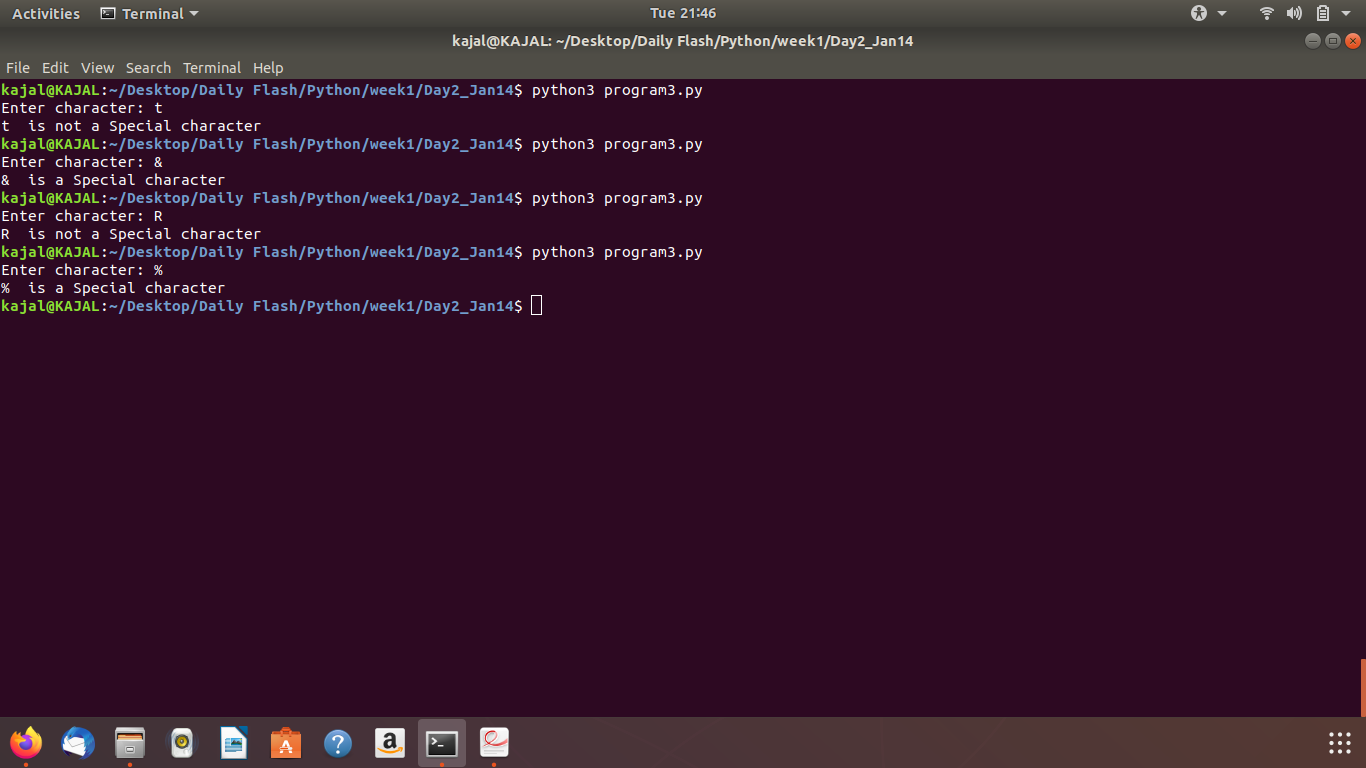 Activities Terminal Tue 21:46
kajal@KAJAL: ~/Desktop/Daily Flash/Python/week1/Day2_Jan14
File Edit View Search Terminal Help
kajal@KAJAL:~/Desktop/Daily Flash/Python/week1/Day2_Jan14$ python3 program3.py
Enter character: t
t  is not a Special character
kajal@KAJAL:~/Desktop/Daily Flash/Python/week1/Day2_Jan14$ python3 program3.py
Enter character: &
&  is a Special character
kajal@KAJAL:~/Desktop/Daily Flash/Python/week1/Day2_Jan14$ python3 program3.py
Enter character: R
R  is not a Special character
kajal@KAJAL:~/Desktop/Daily Flash/Python/week1/Day2_Jan14$ python3 program3.py
Enter character: %
%  is a Special character
kajal@KAJAL:~/Desktop/Daily Flash/Python/week1/Day2_Jan14$